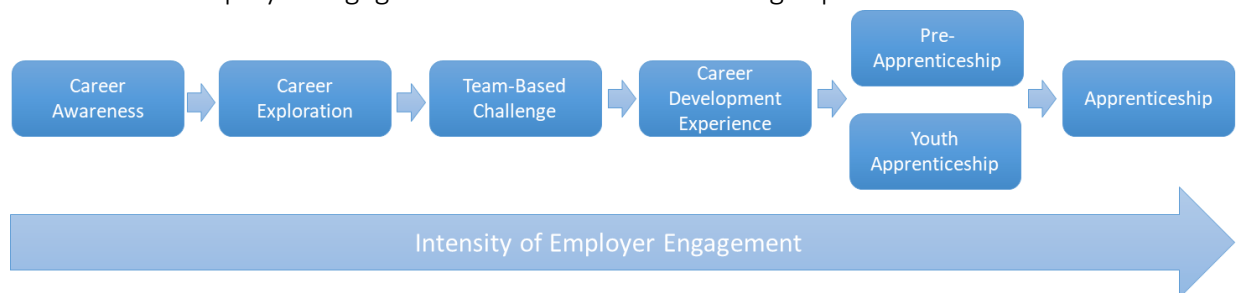 Career
Awareness
Career
Exploration
Team-Based
Challenge
Career
Development
Experience
Pre-
Apprenticeship
Youth
Apprenticeship
Apprenticeship
Intensity of Employer Engagement